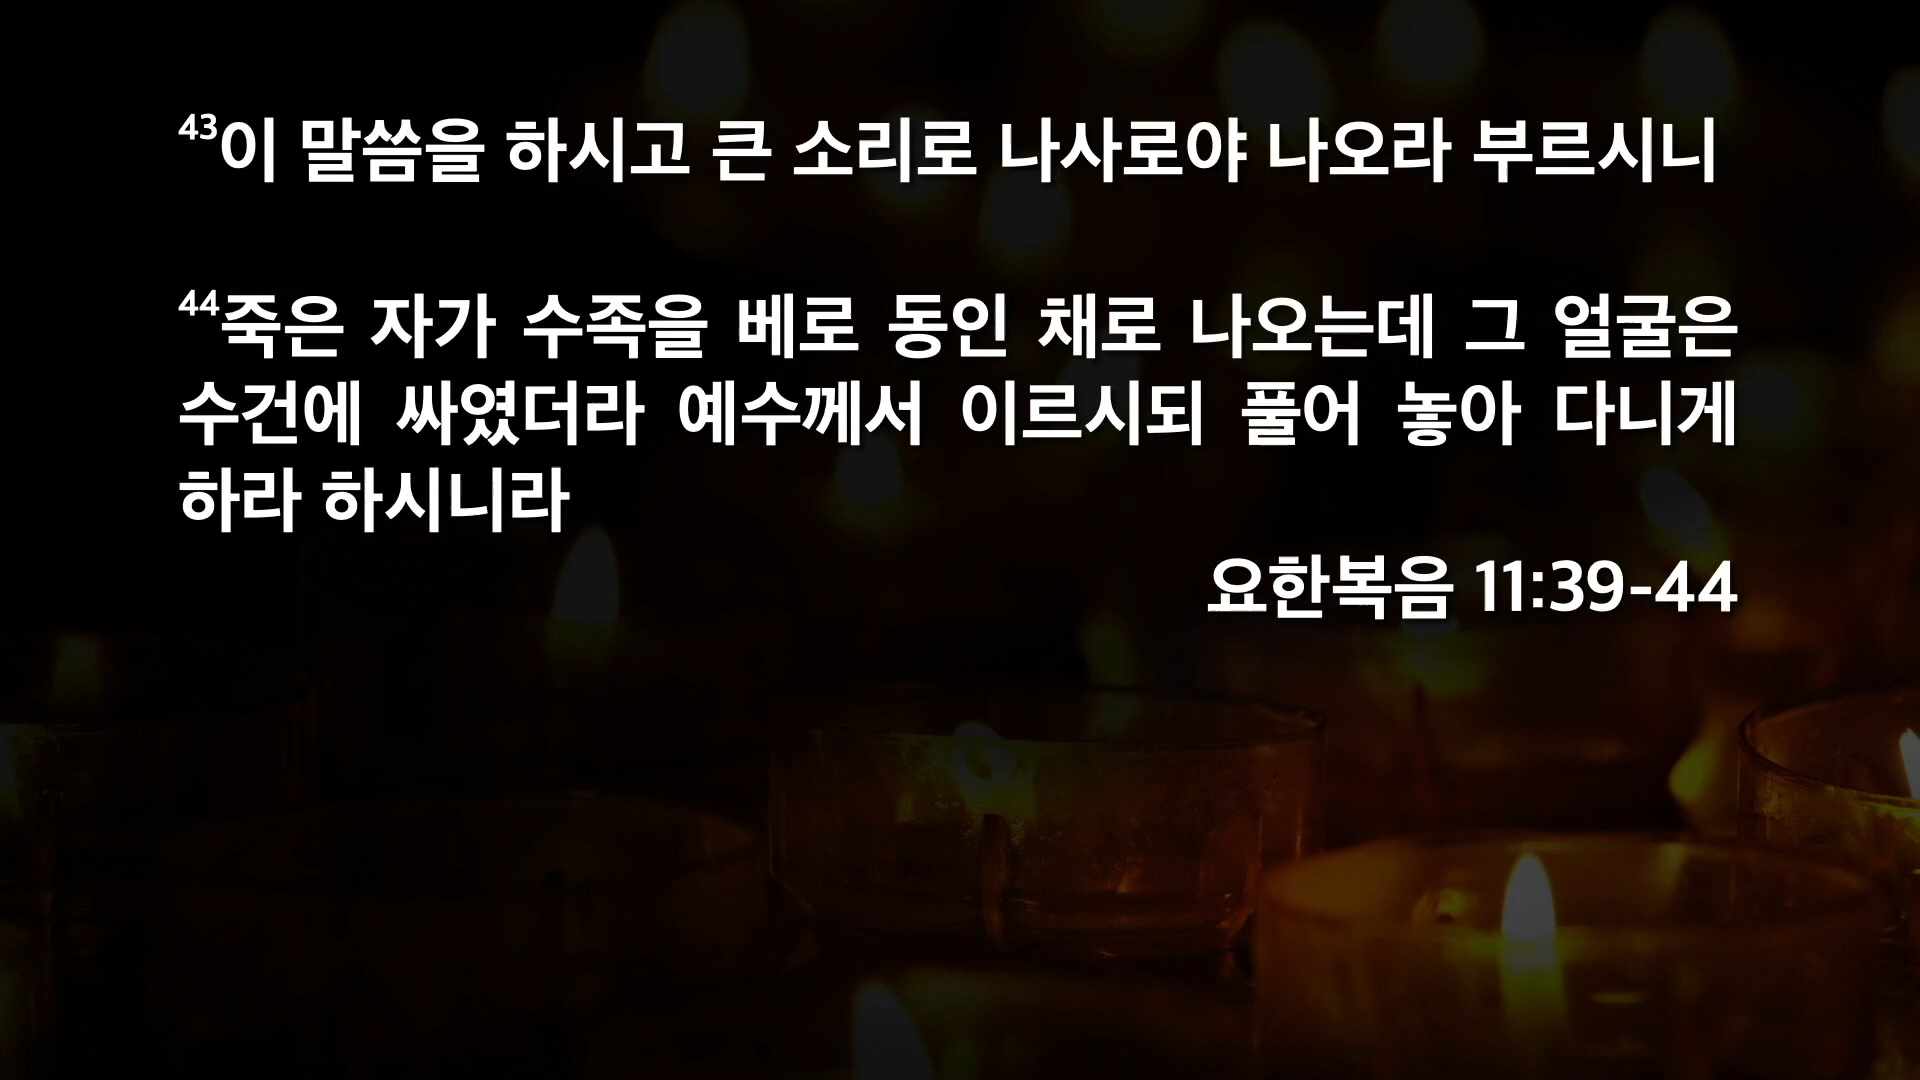 43이 말씀을 하시고 큰 소리로 나사로야 나오라 부르시니
44죽은 자가 수족을 베로 동인 채로 나오는데 그 얼굴은
수건에 싸였더라 예수께서 이르시되 풀어 놓아 다니게
하라 하시니라
요한복음 11:39-44